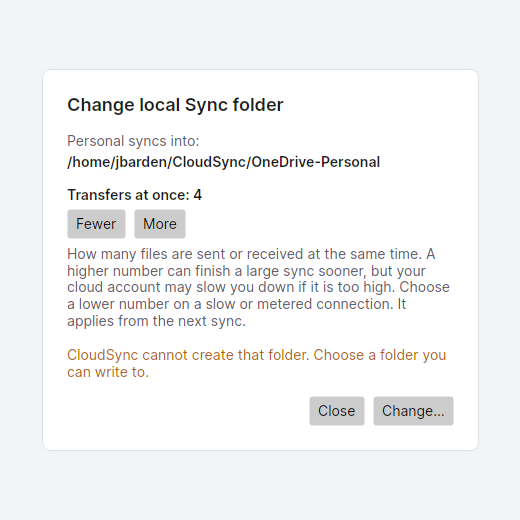 Change local Sync folder
Personal syncs into:
/home/jbarden/CloudSync/OneDrive-Personal
Transfers at once: 4
Fewer More
How many files are sent or received at the same time. A
higher number can finish a large sync sooner, but your
cloud account may slow you down if it is too high. Choose
a lower number on a slow or metered connection. It
applies from the next sync.
CloudSync cannot create that folder. Choose a folder you
can write to.
Close Change...